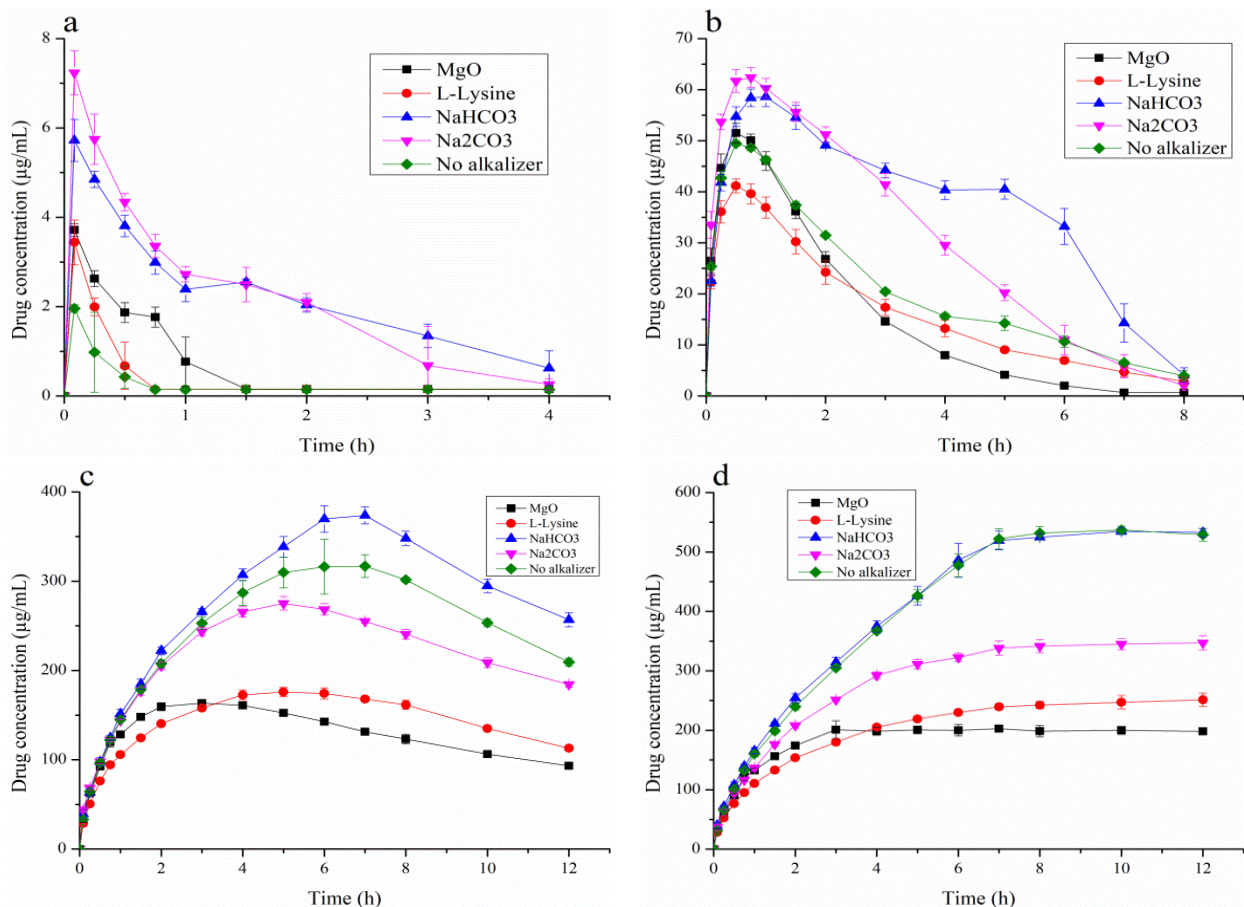 a
8
6
4
2
0
Drug concentration (µg/mL)
MgO
L-Lysine
NaHCO3
Na2CO3
No alkalizer
0 1 2 3 4
Time (h)
b
70
60
50
40
30
20
10
0
Drug concentration (µg/mL)
MgO
L-Lysine
NaHCO3
Na2CO3
No alkalizer
0 2 4 6 8
Time (h)
c
400
300
200
100
0
Drug concentration (µg/mL)
MgO
L-Lysine
NaHCO3
Na2CO3
No alkalizer
0 2 4 6 8 10 12
Time (h)
d
600
500
400
300
200
100
0
Drug concentration (µg/mL)
MgO
L-Lysine
NaHCO3
Na2CO3
No alkalizer
0 2 4 6 8 10 12
Time (h)